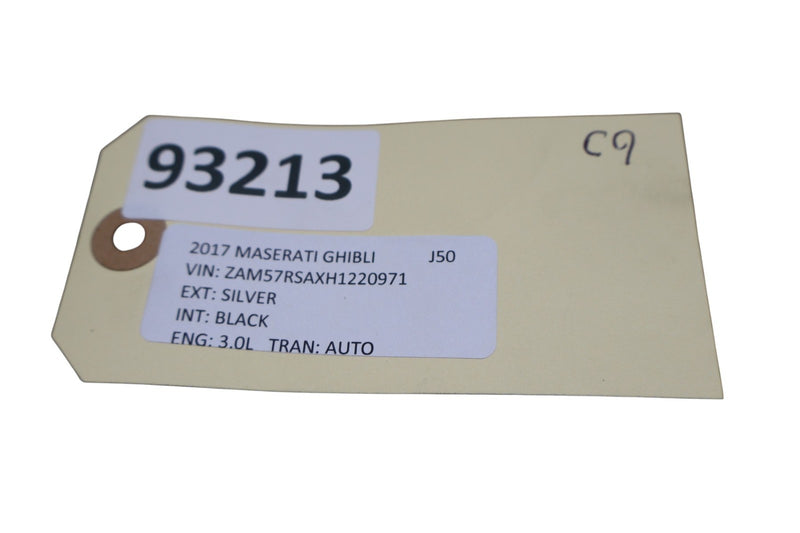 C9
93213
2017 MASERATI GHIBLI J50
VIN: ZAM57RSAXH1220971
EXT: SILVER
INT: BLACK
ENG: 3.0L TRAN: AUTO